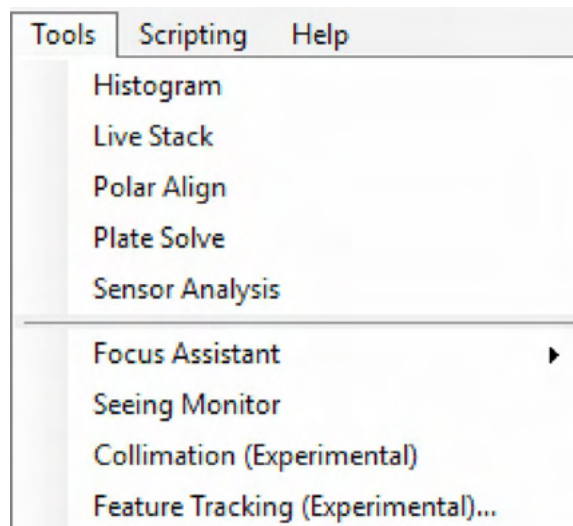 Tools Scripting Help
Histogram
Live Stack
Polar Align
Plate Solve
Sensor Analysis
Focus Assistant
Seeing Monitor
Collimation (Experimental)
Feature Tracking (Experimental)...